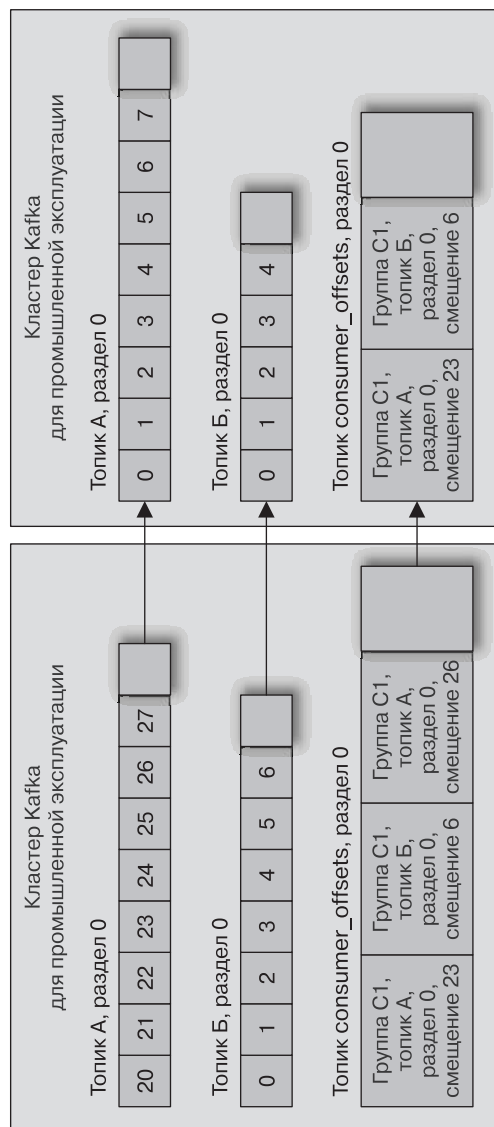 Кластер Kafka
для промышленной эксплуатации
Топик А, раздел 0
20 21 22 23 24 25 26 27
Топик Б, раздел 0
0 1 2 3 4 5 6
Топик consumer_offsets, раздел 0
Группа С1,
топик А,
раздел 0,
смещение 23
Группа С1,
топик Б,
раздел 0,
смещение 6
Группа С1,
топик А,
раздел 0,
смещение 26
Кластер Kafka
для промышленной эксплуатации
Топик А, раздел 0
0 1 2 3 4 5 6 7
Топик Б, раздел 0
0 1 2 3 4
Топик consumer_offsets, раздел 0
Группа С1,
топик А,
раздел 0,
смещение 23
Группа С1,
топик Б,
раздел 0,
смещение 6